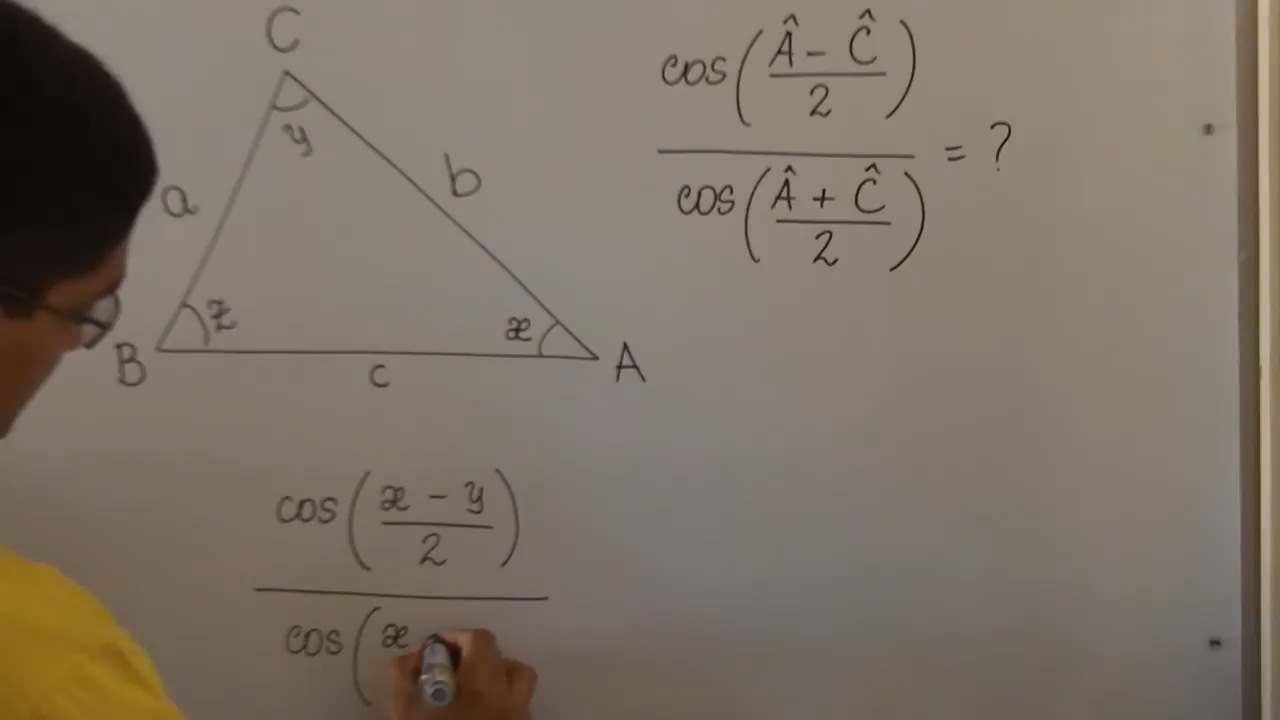 C
y
a
b
z
x
B
c
A
cos(Â - Ĉ / 2)
cos(Â + Ĉ / 2)
= ?
cos(x - y / 2)
cos(x